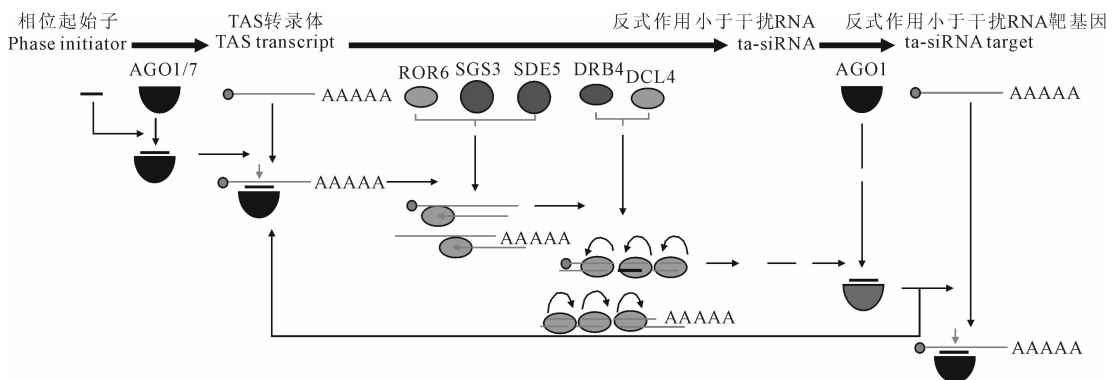 相位起始子
Phase initiator
TAS转录体
TAS transcript
反式作用小于干扰RNA
ta-siRNA
反式作用小于干扰RNA靶基因
ta-siRNA target
AGO1/7
AAAAA
ROR6
SGS3
SDE5
DRB4
DCL4
AGO1
AAAAA
AAAAA
AAAAA
AAAAA
AAAAA